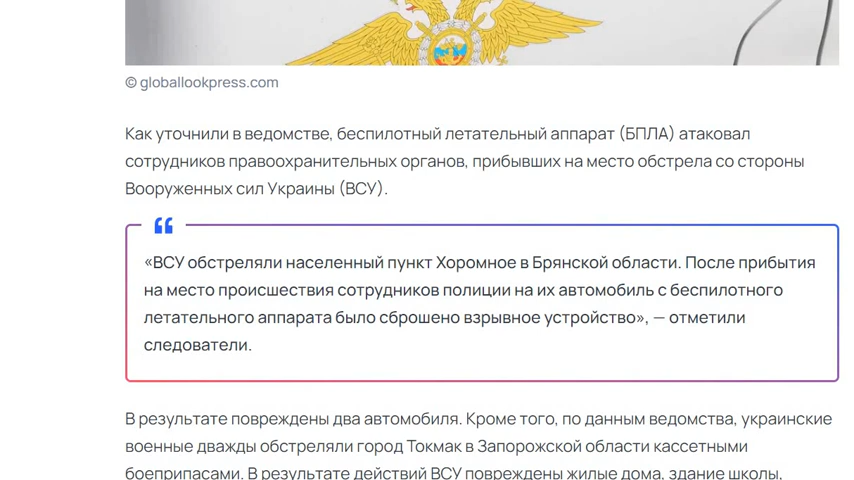 © globallookpress.com
Как уточнили в ведомстве, беспилотный летательный аппарат (БПЛА) атаковал
сотрудников правоохранительных органов, прибывших на место обстрела со стороны
Вооруженных сил Украины (ВСУ).
«ВСУ обстреляли населенный пункт Хоромное в Брянской области. После прибытия
на место происшествия сотрудников полиции на их автомобиль с беспилотного
летательного аппарата было сброшено взрывное устройство», — отметили
следователи.
В результате повреждены два автомобиля. Кроме того, по данным ведомства, украинские
военные дважды обстреляли город Токмак в Запорожской области кассетными
боеприпасами. В результате действий ВСУ повреждены жилые дома, здание школы,